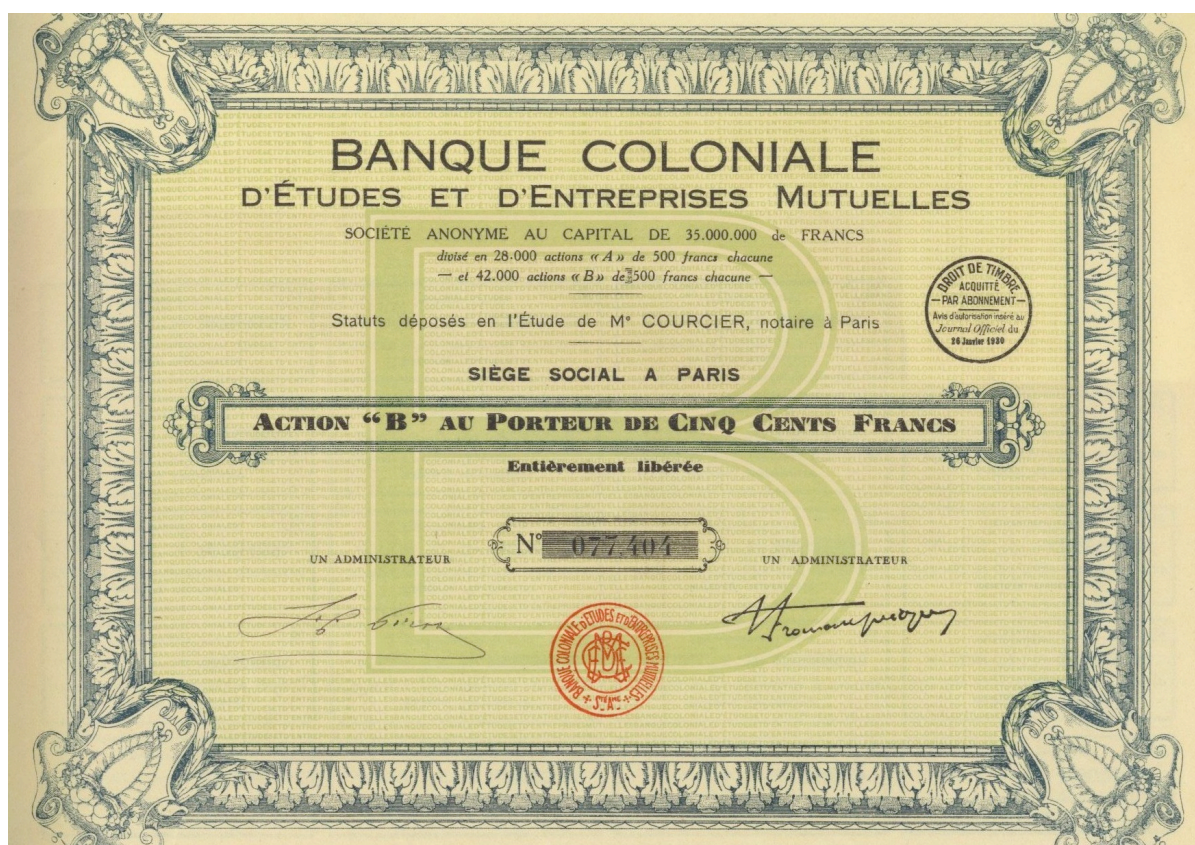 BANQUE COLONIALE
D'ÉTUDES ET D'ENTREPRISES MUTUELLES
SOCIÉTÉ ANONYME AU CAPITAL DE 35.000.000 de FRANCS
divisé en 28.000 actions « A » de 500 francs chacune
— et 42.000 actions « B » de 500 francs chacune —
Statuts déposés en l'Étude de Me COURCIER, notaire à Paris
DROIT DE TIMBRE
ACQUITTÉ
— PAR ABONNEMENT —
Avis d'autorisation inséré au
Journal Officiel du
26 Janvier 1930
SIÈGE SOCIAL A PARIS
ACTION “B” AU PORTEUR DE CINQ CENTS FRANCS
Entièrement libérée
N° 077.404
UN ADMINISTRATEUR
UN ADMINISTRATEUR
BANQUE COLONIALE D'ÉTUDES ET D'ENTREPRISES MUTUELLES
Sté Ame
B